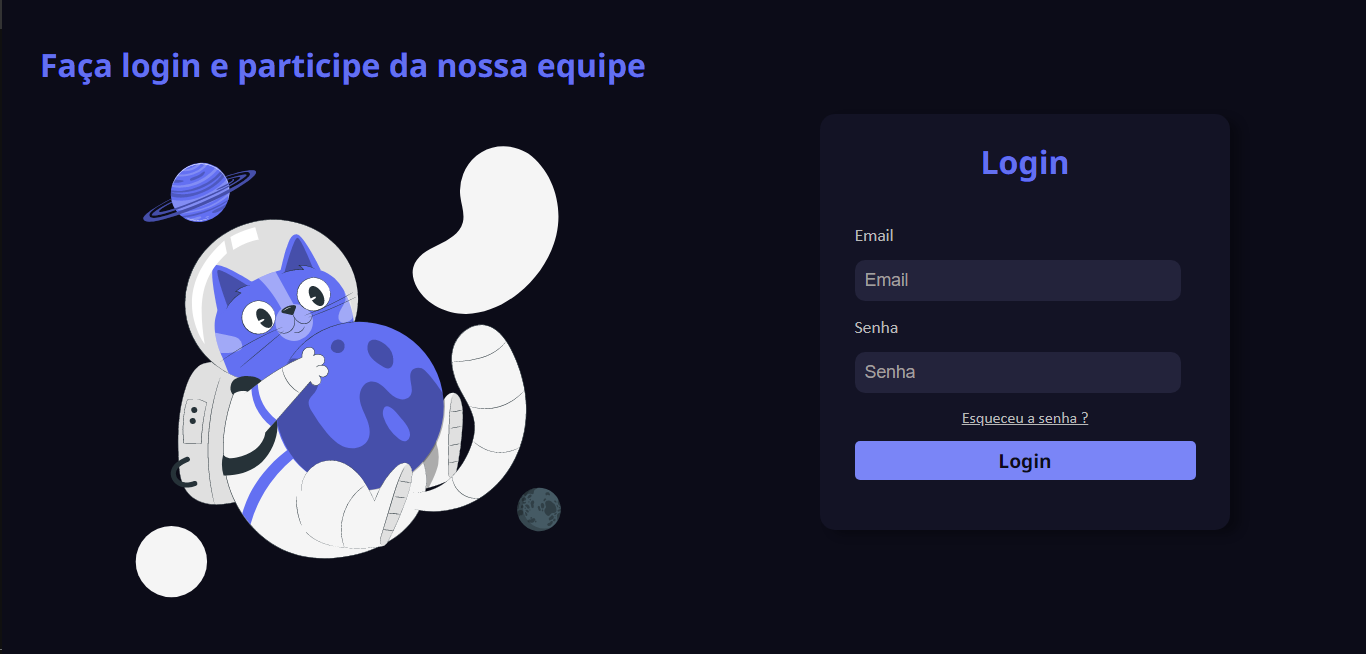 Faça login e participe da nossa equipe
Login
Email
Email
Senha
Senha
Esqueceu a senha ?
Login